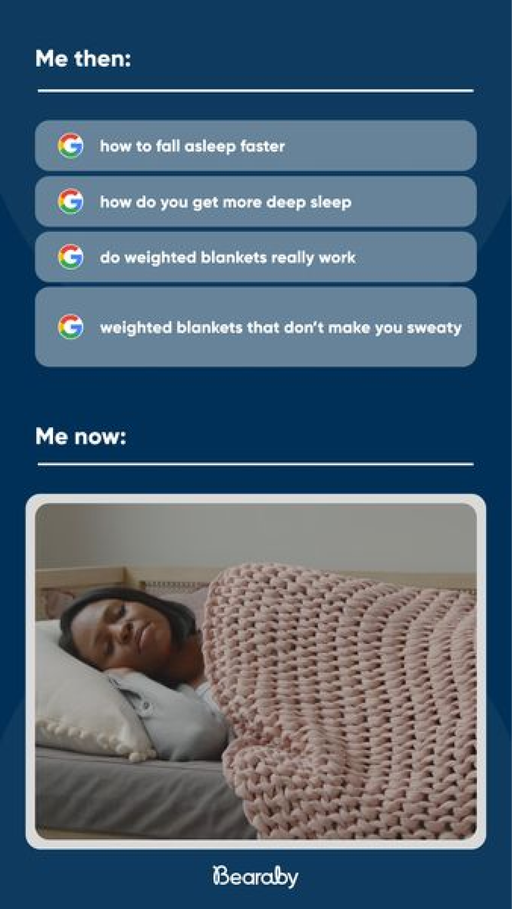 Me then:
how to fall asleep faster
how do you get more deep sleep
do weighted blankets really work
weighted blankets that don't make you sweaty
Me now:
Bearaby